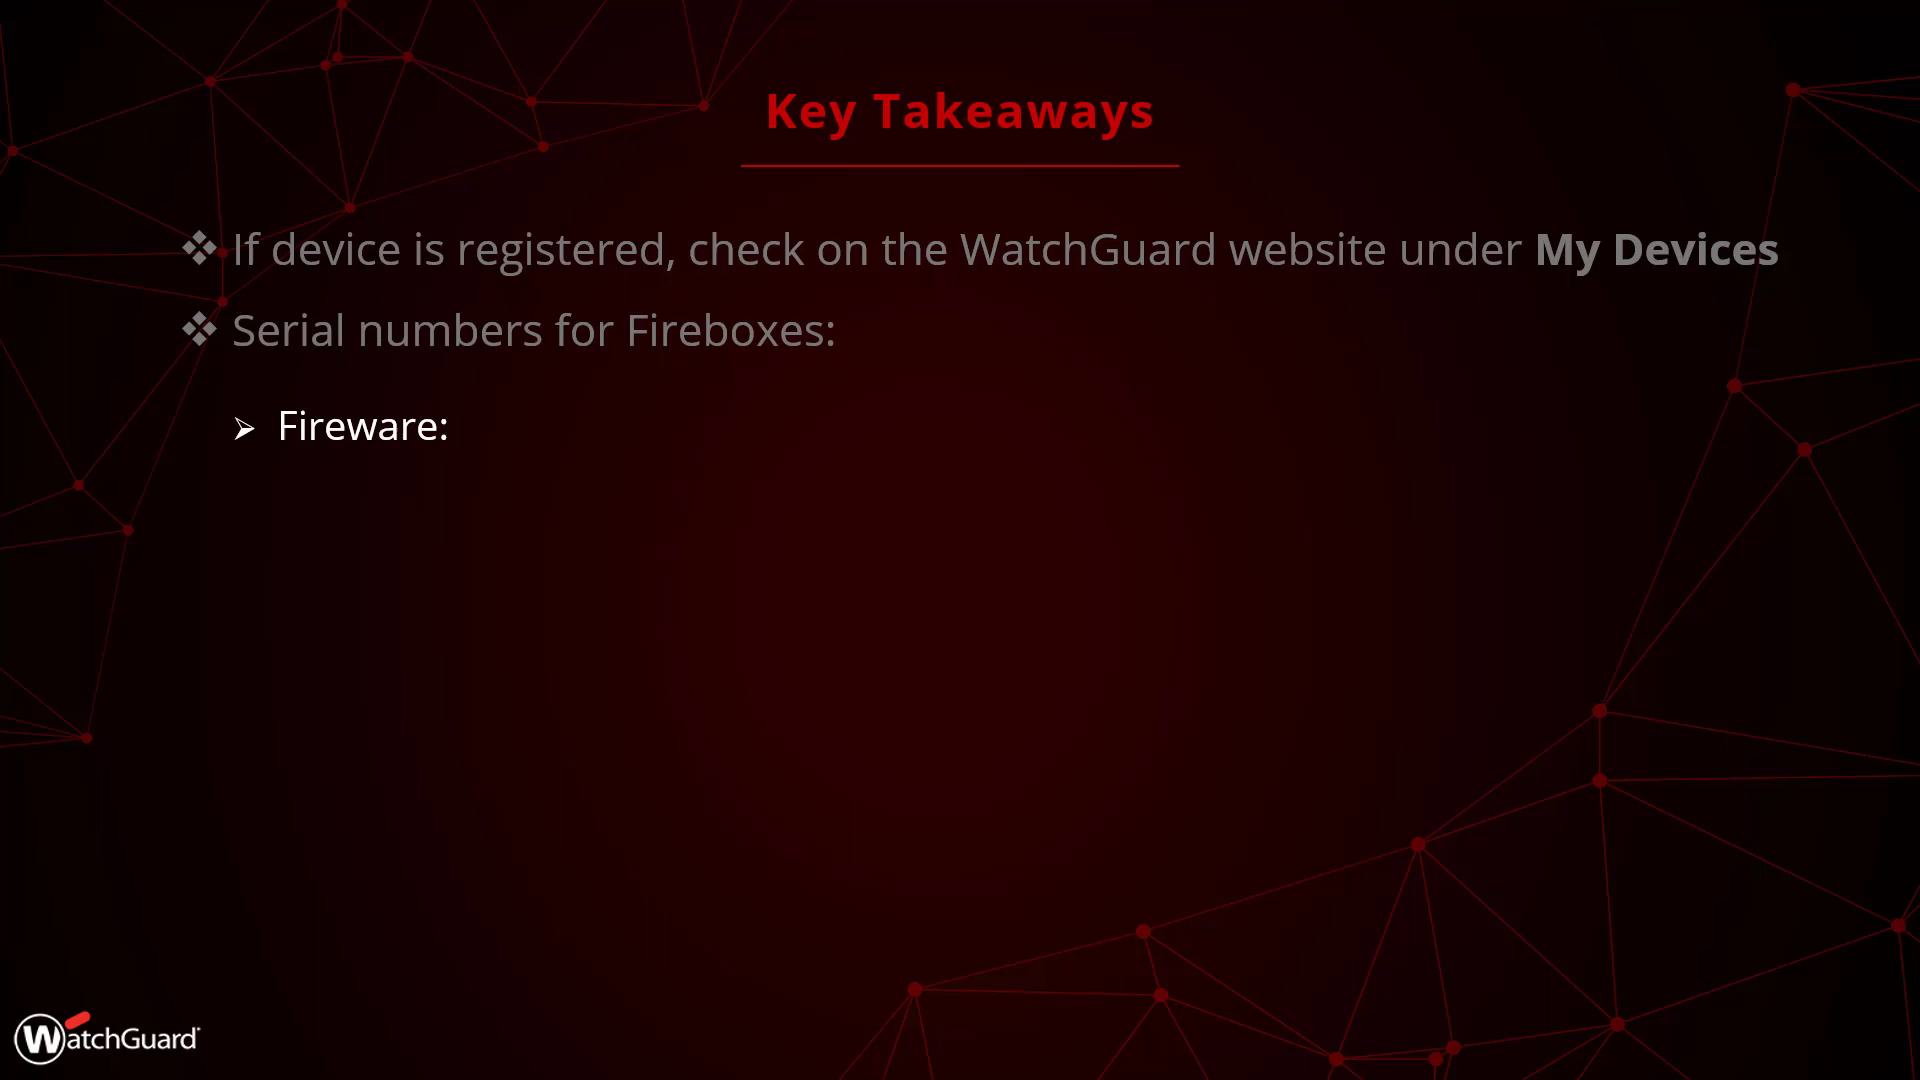 Key Takeaways
❖ If device is registered, check on the WatchGuard website under My Devices
❖ Serial numbers for Fireboxes:
➢ Fireware:
WatchGuard